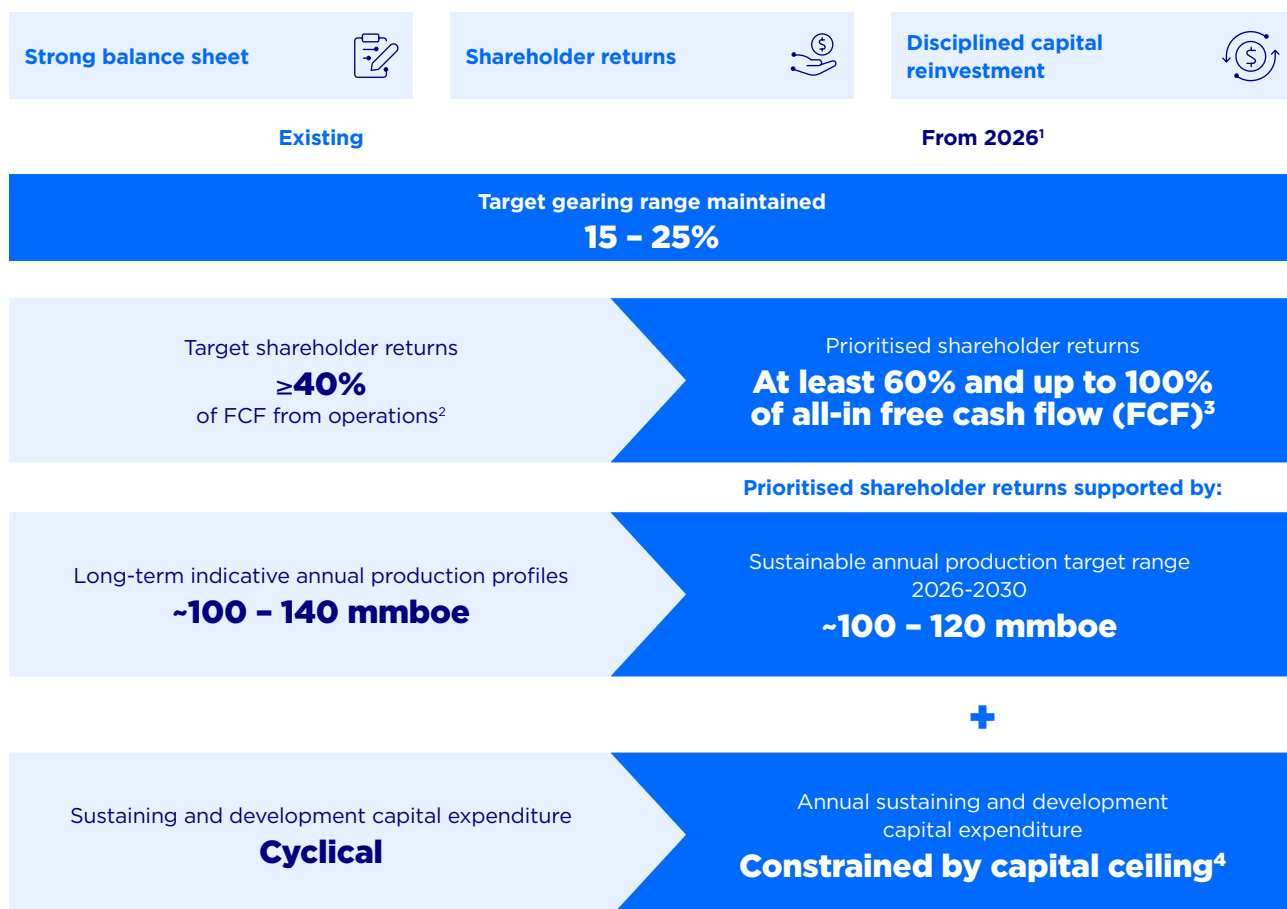 Strong balance sheet
Shareholder returns
Disciplined capital
reinvestment
Existing
From 2026¹
Target gearing range maintained
15 – 25%
Target shareholder returns
≥40%
of FCF from operations²
Prioritised shareholder returns
At least 60% and up to 100%
of all-in free cash flow (FCF)³
Prioritised shareholder returns supported by:
Long-term indicative annual production profiles
~100 – 140 mmboe
Sustainable annual production target range
2026-2030
~100 – 120 mmboe
+
Sustaining and development capital expenditure
Cyclical
Annual sustaining and development
capital expenditure
Constrained by capital ceiling⁴